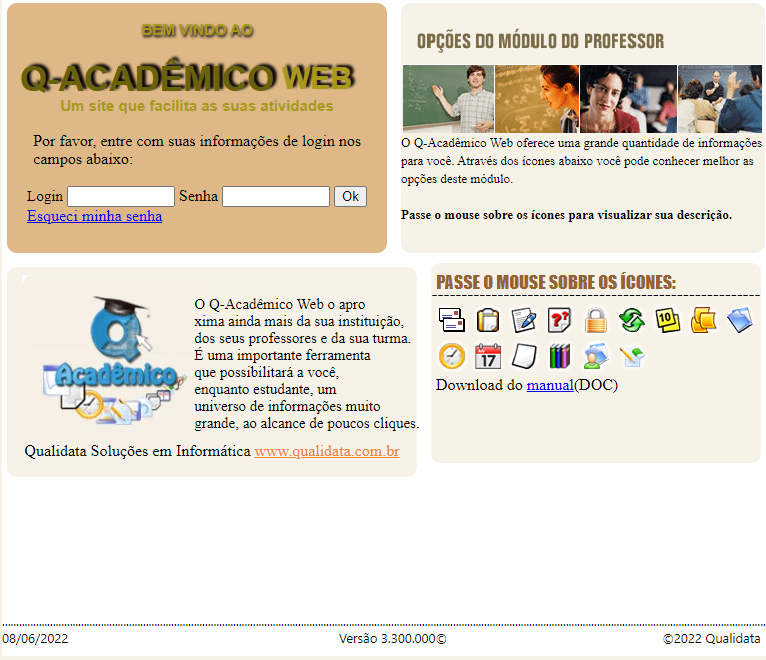 BEM VINDO AO
Q-ACADÊMICO WEB
Um site que facilita as suas atividades
Por favor, entre com suas informações de login nos
campos abaixo:
Login Senha Ok
Esqueci minha senha
OPÇÕES DO MÓDULO DO PROFESSOR
O Q-Acadêmico Web oferece uma grande quantidade de informações
para você. Através dos ícones abaixo você pode conhecer melhor as
opções deste módulo.
Passe o mouse sobre os ícones para visualizar sua descrição.
Q
Acadêmico
O Q-Acadêmico Web o apro
xima ainda mais da sua instituição,
dos seus professores e da sua turma.
É uma importante ferramenta
que possibilitará a você,
enquanto estudante, um
universo de informações muito
grande, ao alcance de poucos cliques.
Qualidata Soluções em Informática www.qualidata.com.br
PASSE O MOUSE SOBRE OS ÍCONES:
?? 10
17
Download do manual(DOC)
08/06/2022 Versão 3.300.000© ©2022 Qualidata